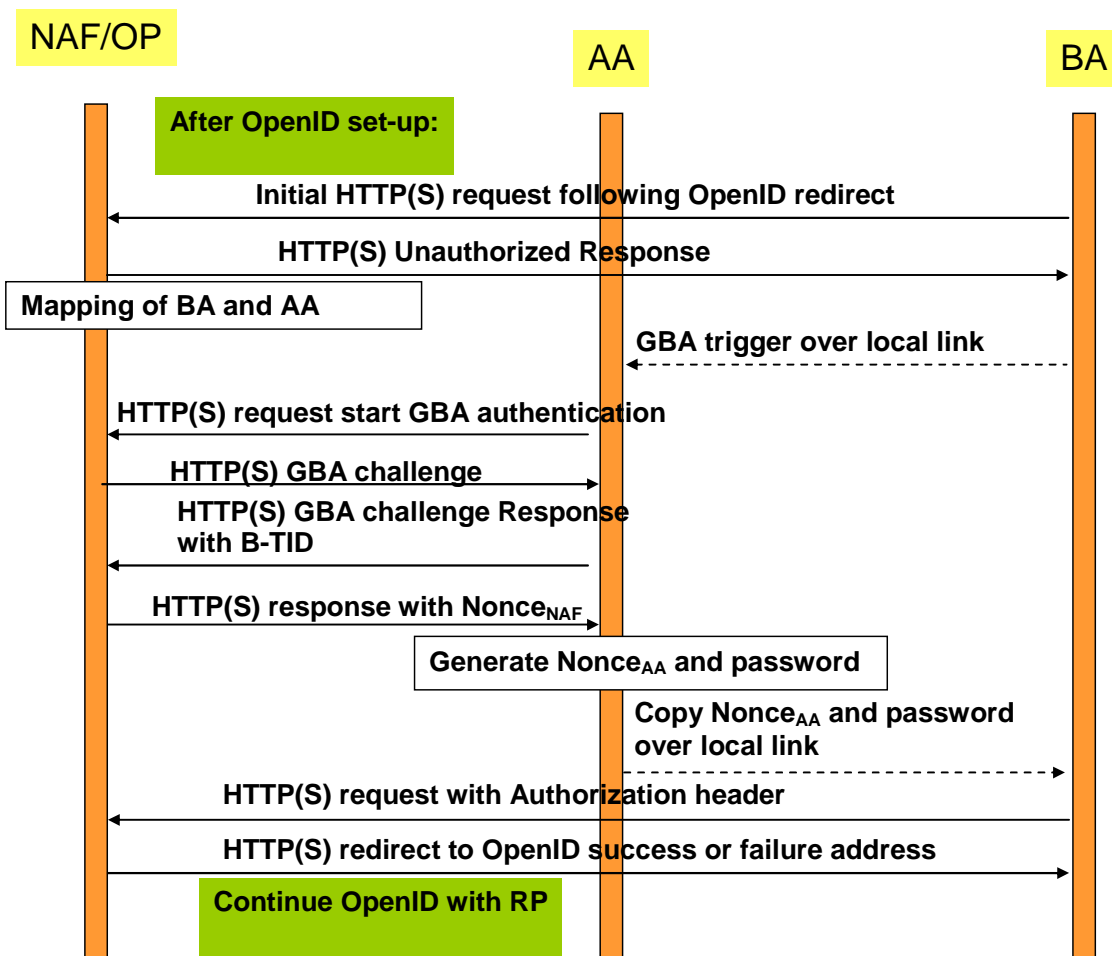 NAF/OP
AA
BA
After OpenID set-up:
Initial HTTP(S) request following OpenID redirect
HTTP(S) Unauthorized Response
Mapping of BA and AA
GBA trigger over local link
HTTP(S) request start GBA authentication
HTTP(S) GBA challenge
HTTP(S) GBA challenge Response
with B-TID
HTTP(S) response with NonceNAF
Generate NonceAA and password
Copy NonceAA and password
over local link
HTTP(S) request with Authorization header
HTTP(S) redirect to OpenID success or failure address
Continue OpenID with RP